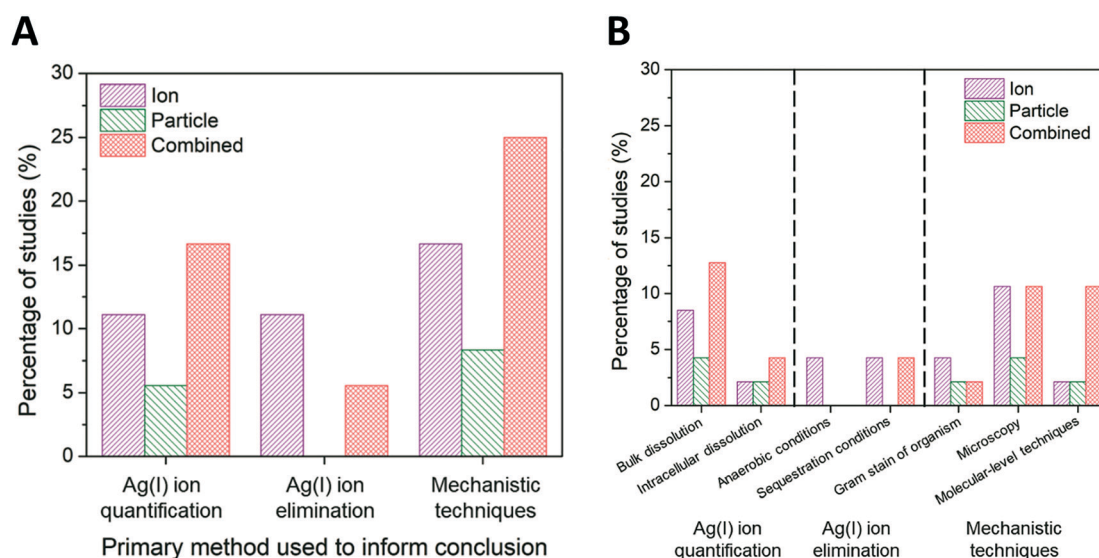 A
30
25
20
15
10
5
0
Percentage of studies (%)
Ion
Particle
Combined
Ag(I) ion
quantification
Ag(I) ion
elimination
Mechanistic
techniques
Primary method used to inform conclusion
B
30
25
20
15
10
5
0
Percentage of studies (%)
Ion
Particle
Combined
Bulk dissolution
Intracellular dissolution
Anaerobic conditions
Sequestration conditions
Gram stain of organism
Microscopy
Molecular-level techniques
Ag(I) ion
quantification
Ag(I) ion
elimination
Mechanistic
techniques